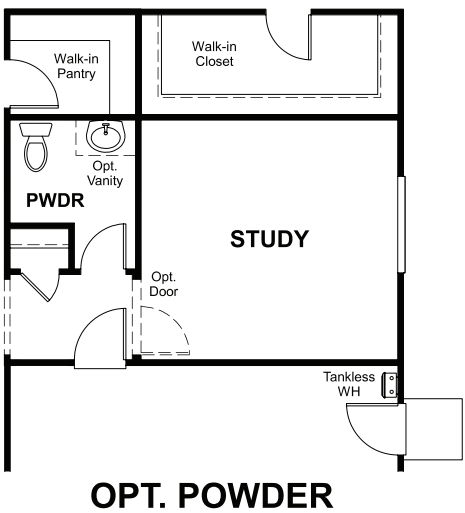 Walk-in
Pantry
Walk-in
Closet
Opt.
Vanity
PWDR
STUDY
Opt.
Door
Tankless
WH
OPT. POWDER